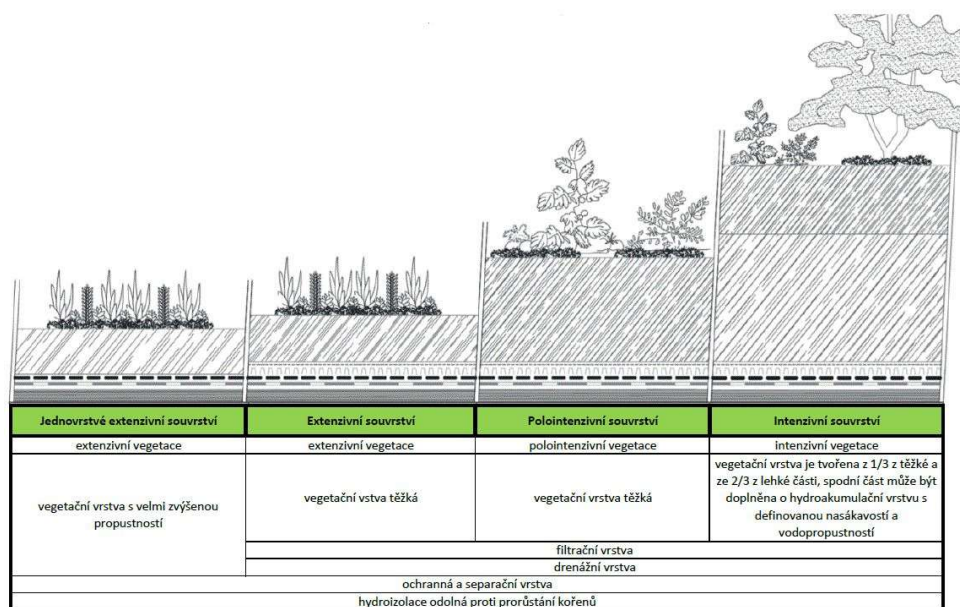 Jednovrstvé extenzivní souvrství
Extenzivní souvrství
Polointenzivní souvrství
Intenzivní souvrství
extenzivní vegetace
extenzivní vegetace
polointenzivní vegetace
intenzivní vegetace
vegetační vrstva s velmi zvýšenou
propustností
vegetační vstva těžká
vegetační vrstva těžká
vegetační vrstva je tvořena z 1/3 z těžké a
ze 2/3 z lehké části, spodní část může být
doplněna o hydroakumulační vrstvu s
definovanou nasákavostí a
vodopropustností
filtrační vrstva
drenážní vrstva
ochranná a separační vrstva
hydroizolace odolná proti prorůstání kořenů